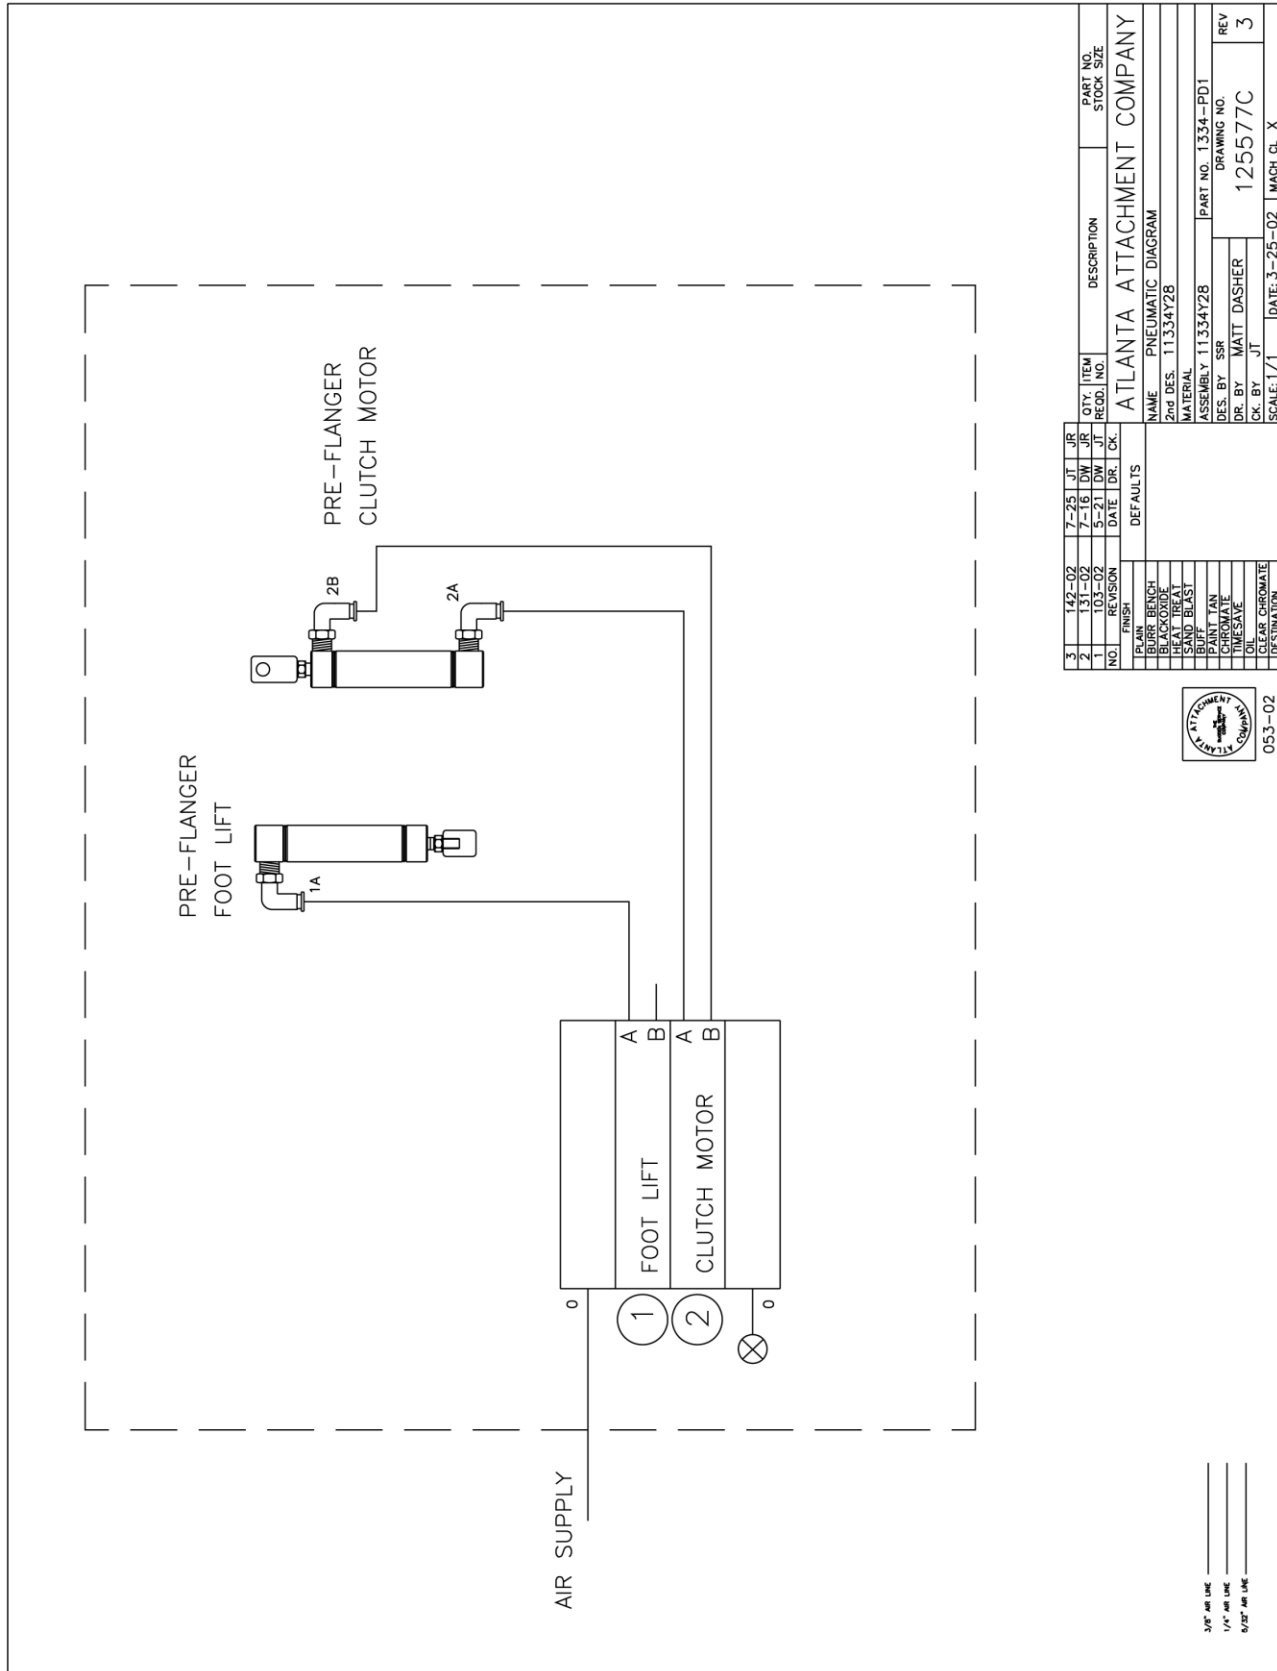 PRE-FLANGER
FOOT LIFT
1A
PRE-FLANGER
CLUTCH MOTOR
2B
2A
AIR SUPPLY
0
1
FOOT LIFT
A
B
2
CLUTCH MOTOR
A
B
0
3/8" AIR LINE
1/4" AIR LINE
5/32" AIR LINE
ATLANTA ATTACHMENT COMPANY
053-02
3 142-02 7-25 JT JR
2 131-02 7-16 DW JR
1 103-02 5-21 DW JT
NO. REVISION DATE DR. CK.
FINISH
DEFAULTS
PLAIN
BURR BENCH
BLACKOXIDE
HEAT TREAT
SAND BLAST
BUFF
PAINT TAN
CHROMATE
TIMESAVE
OIL
CLEAR CHROMATE
DESTINATION
QTY. REQD. ITEM NO. DESCRIPTION PART NO. STOCK SIZE
ATLANTA ATTACHMENT COMPANY
NAME PNEUMATIC DIAGRAM
2nd DES. 11334Y28
MATERIAL
ASSEMBLY 11334Y28 PART NO. 1334-PD1
DES. BY SSR DRAWING NO. REV
DR. BY MATT DASHER 125577C 3
CK. BY JT
SCALE: 1/1 DATE: 3-25-02 MACH CL X